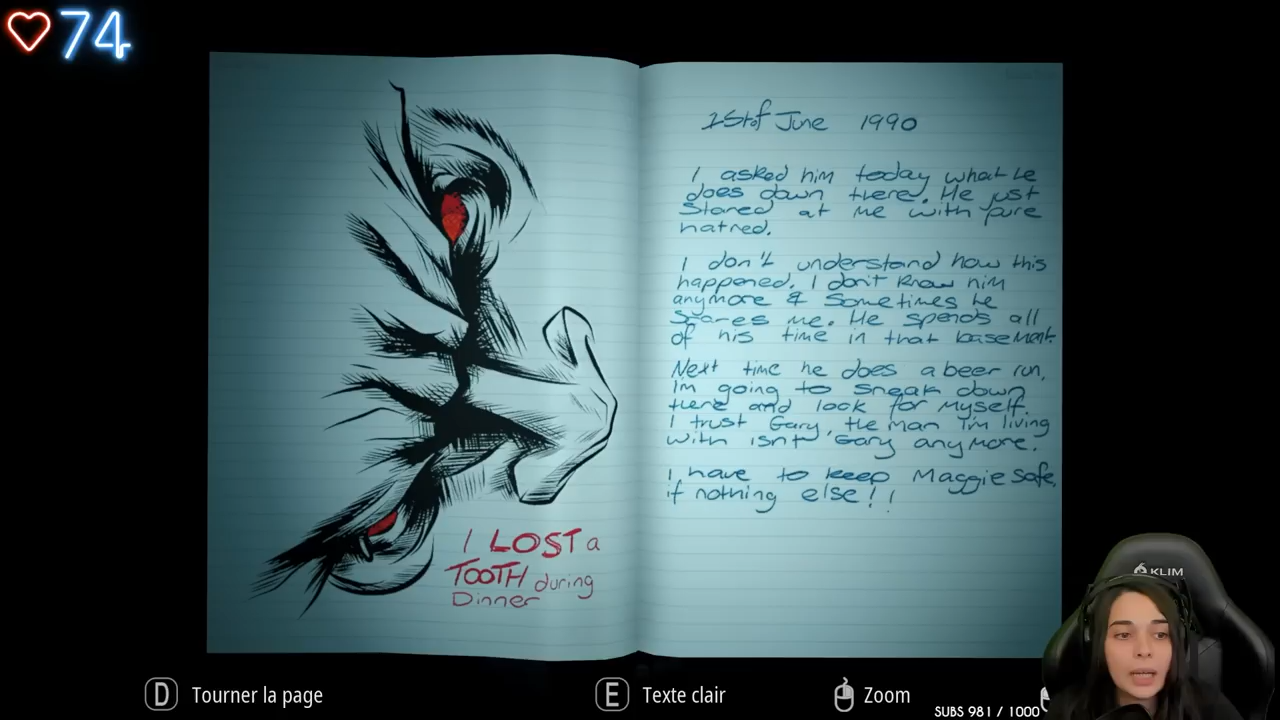 74
1st of June 1990
I asked him today what he
does down there. He just
Stared at me with pure
hatred.
I don't understand how this
happened. I don't know him
anymore & Sometimes he
Scares me. He spends all
of his time in that basement.
Next time he does a beer run,
I'm going to sneak down
there and look for myself.
I trust Gary, the man I'm living
with isn't Gary anymore.
I have to keep Maggie safe,
if nothing else!!
I LOST a
TOOTH during
Dinner
KLIM
D Tourner la page
E Texte clair
Zoom
SUBS 981 / 1000